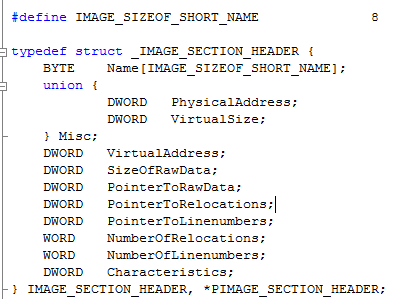 #define IMAGE_SIZEOF_SHORT_NAME 8
typedef struct _IMAGE_SECTION_HEADER {
BYTE Name[IMAGE_SIZEOF_SHORT_NAME];
union {
DWORD PhysicalAddress;
DWORD VirtualSize;
} Misc;
DWORD VirtualAddress;
DWORD SizeOfRawData;
DWORD PointerToRawData;
DWORD PointerToRelocations;
DWORD PointerToLinenumbers;
WORD NumberOfRelocations;
WORD NumberOfLinenumbers;
DWORD Characteristics;
} IMAGE_SECTION_HEADER, *PIMAGE_SECTION_HEADER;